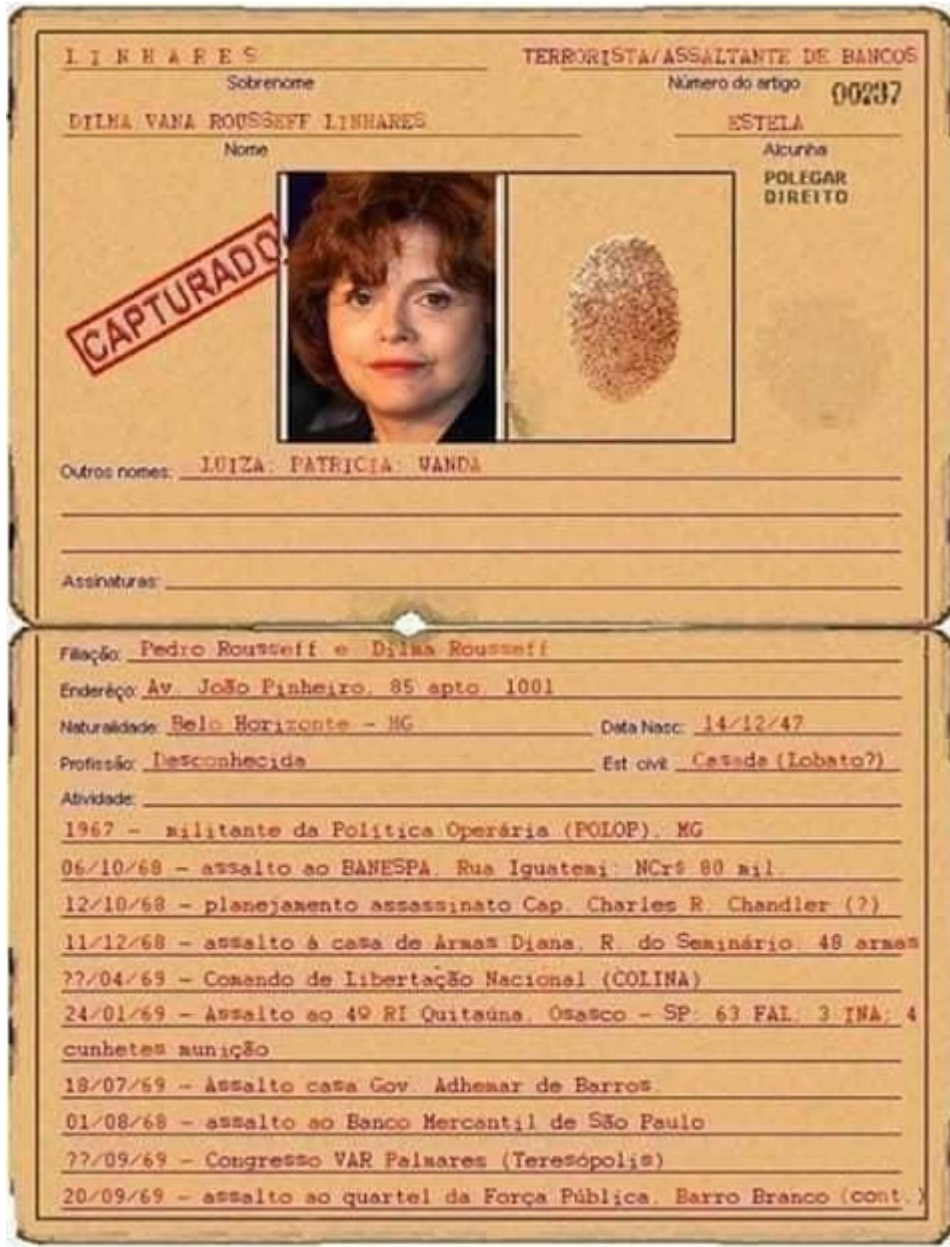 LINHARES
TERRORISTA/ASSALTANTE DE BANCOS
Sobrenome
Número do artigo
00237
DILMA VANA ROUSSEFF LINHARES
ESTELA
Nome
Alcunha
POLEGAR
DIREITO
CAPTURADO
Outros nomes: LUIZA; PATRICIA; WANDA
Assinaturas:
Filiação: Pedro Rousseff e Dilma Rousseff
Enderêço: Av. João Pinheiro, 85 apto. 1001
Naturalidade: Belo Horizonte - MG
Data Nasc: 14/12/47
Profissão: Desconhecida
Est. civil: Casada (Lobato?)
Atividade:
1967 - militante da Política Operária (POLOP), MG
06/10/68 - assalto ao BANESPA, Rua Iguatemi; NCr$ 80 mil.
12/10/68 - planejamento assassinato Cap. Charles R. Chandler (?)
11/12/68 - assalto à casa de Armas Diana, R. do Seminário; 48 armas
??/04/69 - Comando de Libertação Nacional (COLINA)
24/01/69 - Assalto ao 4º RI Quitaúna, Osasco - SP; 63 FAL; 3 INA; 4
cunhetes munição
18/07/69 - Assalto casa Gov. Adhemar de Barros.
01/08/68 - assalto ao Banco Mercantil de São Paulo
??/09/69 - Congresso VAR Palmares (Teresópolis)
20/09/69 - assalto ao quartel da Força Pública, Barro Branco (cont.)